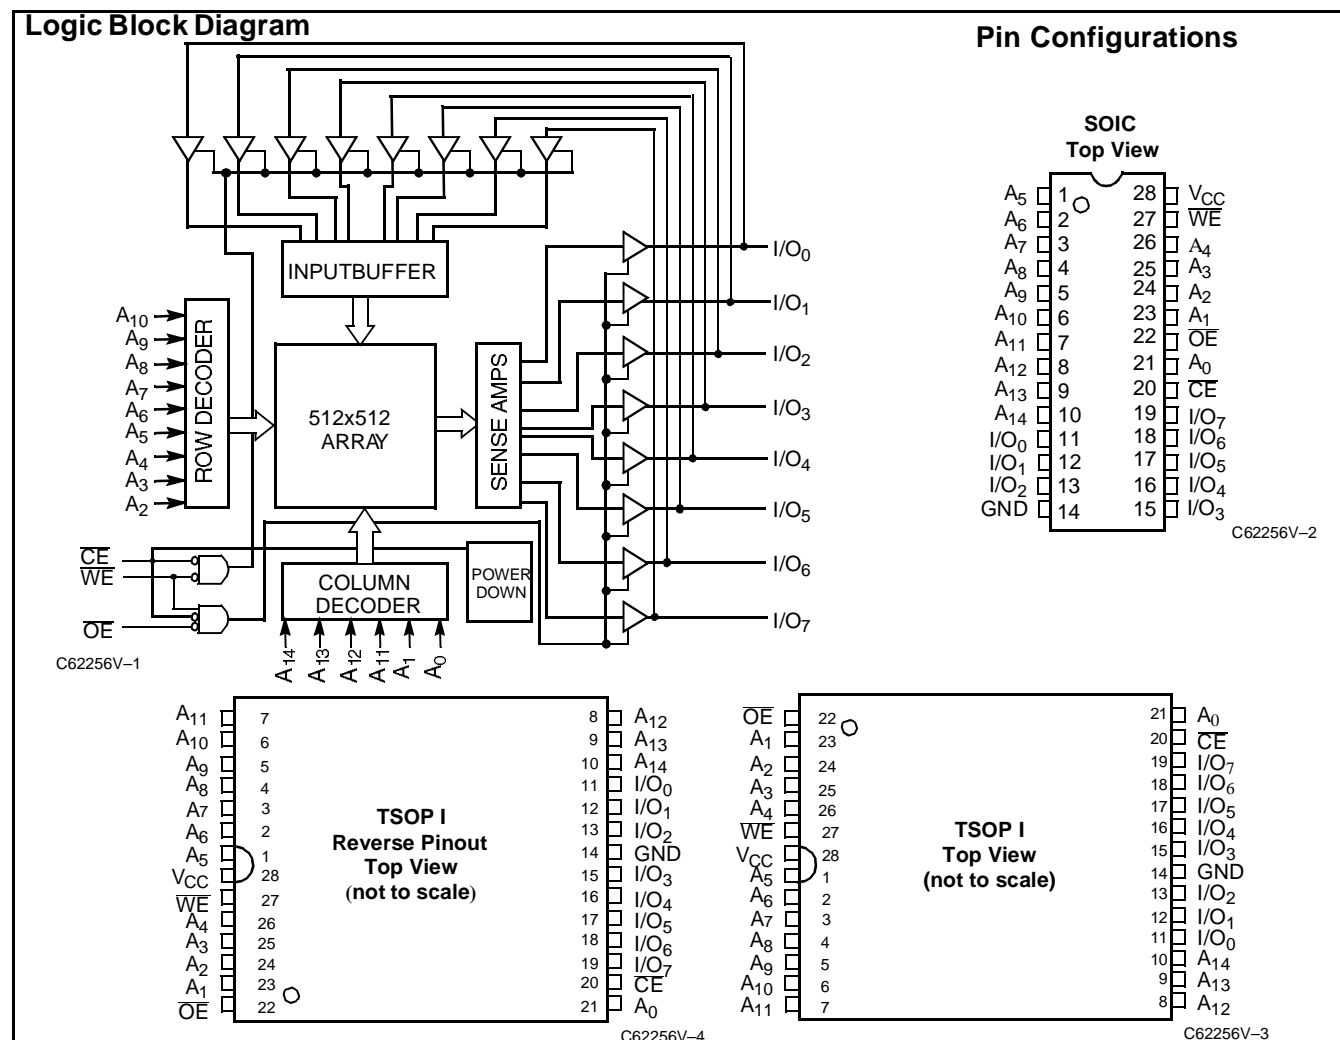 Logic Block Diagram
INPUTBUFFER
A10
A9
A8
A7
A6
A5
A4
A3
A2
ROW DECODER
512x512
ARRAY
SENSE AMPS
I/O0
I/O1
I/O2
I/O3
I/O4
I/O5
I/O6
I/O7
CE
WE
OE
COLUMN
DECODER
POWER
DOWN
A14
A13
A12
A11
A1
A0
C62256V–1
Pin Configurations
SOIC
Top View
A5 1 28 VCC
A6 2 27 WE
A7 3 26 A4
A8 4 25 A3
A9 5 24 A2
A10 6 23 A1
A11 7 22 OE
A12 8 21 A0
A13 9 20 CE
A14 10 19 I/O7
I/O0 11 18 I/O6
I/O1 12 17 I/O5
I/O2 13 16 I/O4
GND 14 15 I/O3
C62256V–2
A11 7 8 A12
A10 6 9 A13
A9 5 10 A14
A8 4 11 I/O0
A7 3 12 I/O1
A6 2 13 I/O2
A5 1 14 GND
VCC 28 15 I/O3
WE 27 16 I/O4
A4 26 17 I/O5
A3 25 18 I/O6
A2 24 19 I/O7
A1 23 20 CE
OE 22 21 A0
TSOP I
Reverse Pinout
Top View
(not to scale)
C62256V–4
OE 22 21 A0
A1 23 20 CE
A2 24 19 I/O7
A3 25 18 I/O6
A4 26 17 I/O5
WE 27 16 I/O4
VCC 28 15 I/O3
A5 1 14 GND
A6 2 13 I/O2
A7 3 12 I/O1
A8 4 11 I/O0
A9 5 10 A14
A10 6 9 A13
A11 7 8 A12
TSOP I
Top View
(not to scale)
C62256V–3